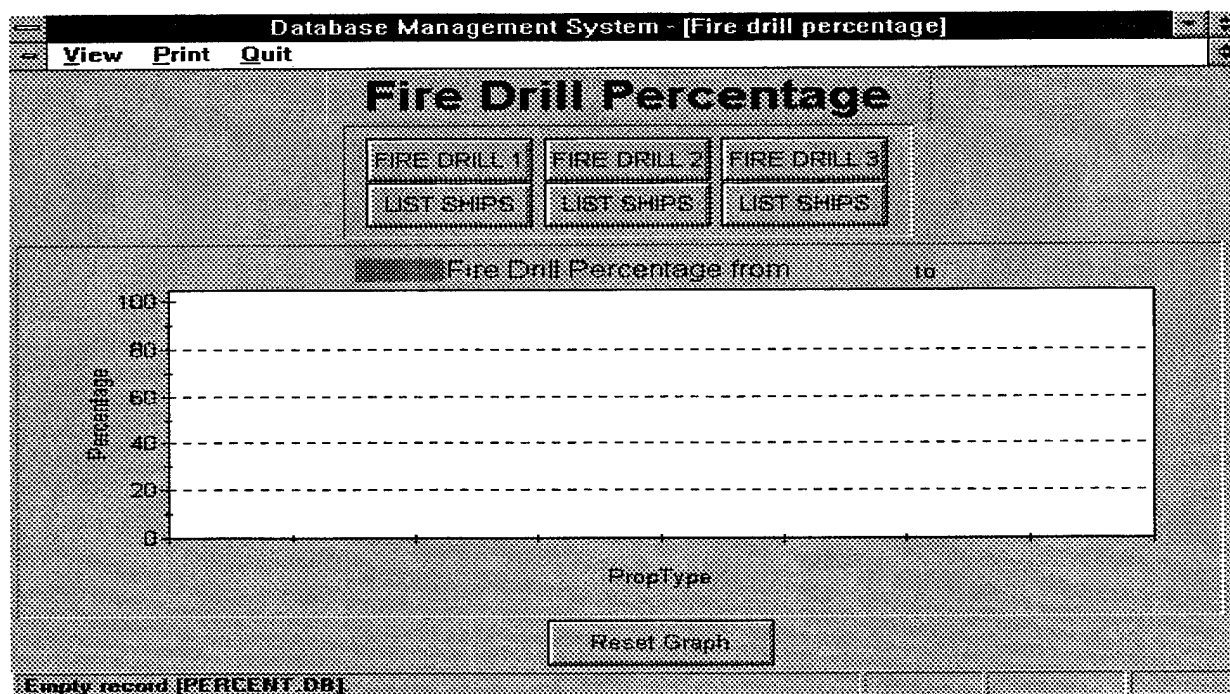 Database Management System - [Fire drill percentage]
View Print Quit
Fire Drill Percentage
FIRE DRILL 1 FIRE DRILL 2 FIRE DRILL 3
LIST SHIPS LIST SHIPS LIST SHIPS
Fire Drill Percentage from to
100
80
60
40
20
0
Percentage
PropType
Reset Graph
Empty record [PERCENT.DB]